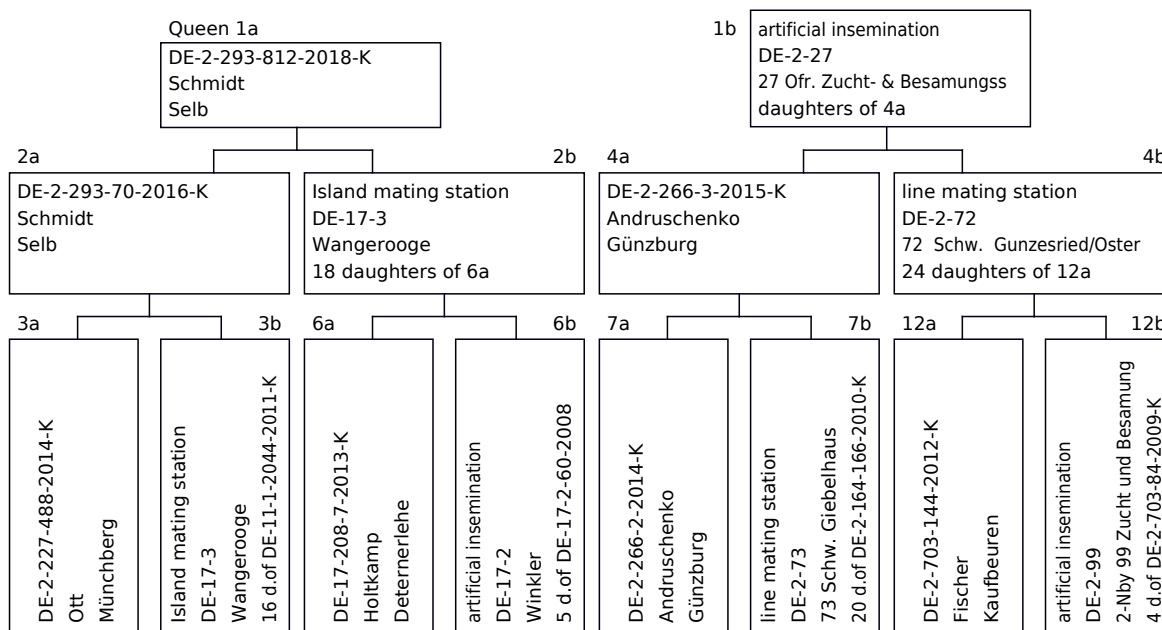 Queen 1a
DE-2-293-812-2018-K
Schmidt
Selb
1b
artificial insemination
DE-2-27
27 Ofr. Zucht- & Besamungss
daughters of 4a
2a
DE-2-293-70-2016-K
Schmidt
Selb
2b
Island mating station
DE-17-3
Wangerooge
18 daughters of 6a
4a
DE-2-266-3-2015-K
Andruschenko
Günzburg
4b
line mating station
DE-2-72
72 Schw. Gunzesried/Oster
24 daughters of 12a
3a
DE-2-227-488-2014-K
Ott
Münchberg
3b
Island mating station
DE-17-3
Wangerooge
16 d.of DE-11-1-2044-2011-K
6a
DE-17-208-7-2013-K
Holtkamp
Deternerlehe
6b
artificial insemination
DE-17-2
Winkler
5 d.of DE-17-2-60-2008
7a
DE-2-266-2-2014-K
Andruschenko
Günzburg
7b
line mating station
DE-2-73
73 Schw. Giebelhaus
20 d.of DE-2-164-166-2010-K
12a
DE-2-703-144-2012-K
Fischer
Kaufbeuren
12b
artificial insemination
DE-2-99
2-Nby 99 Zucht und Besamung
4 d.of DE-2-703-84-2009-K